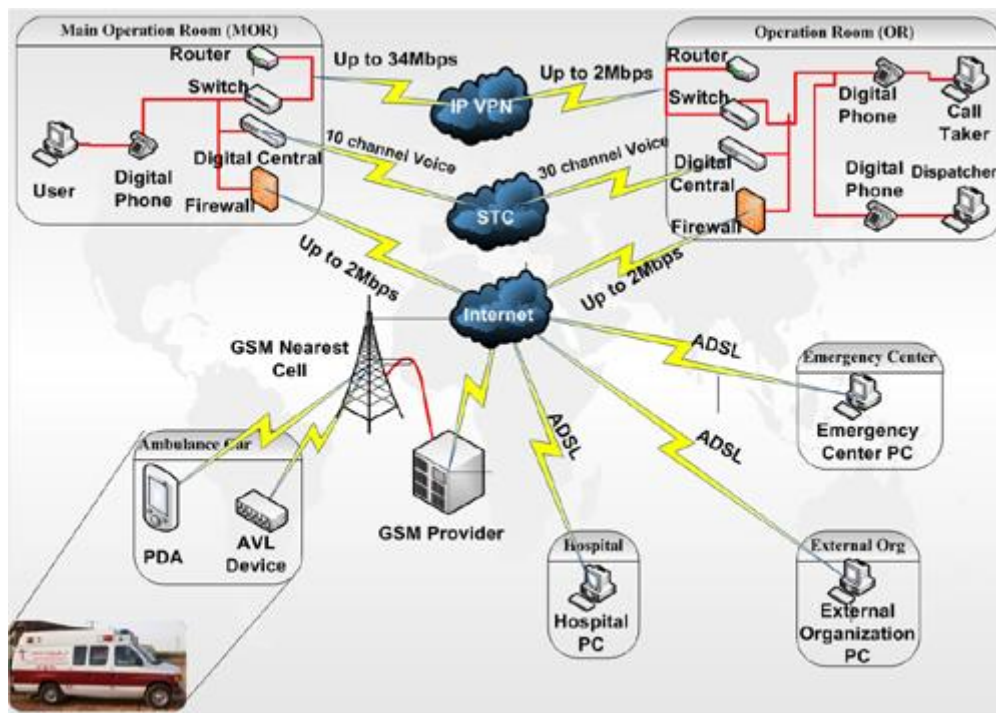 Main Operation Room (MOR)
Router
Switch
User
Digital
Phone
Digital Central
Firewall
Up to 34Mbps
IP VPN
Up to 2Mbps
10 channel Voice
STC
30 channel Voice
Up to 2Mbps
Internet
Up to 2Mbps
Operation Room (OR)
Router
Switch
Digital
Central
Firewall
Digital
Phone
Call
Taker
Digital
Phone
Dispatcher
GSM Nearest
Cell
GSM Provider
Ambulance Car
PDA
AVL
Device
ADSL
Hospital
Hospital
PC
ADSL
External Org
External
Organization
PC
ADSL
Emergency Center
Emergency
Center PC